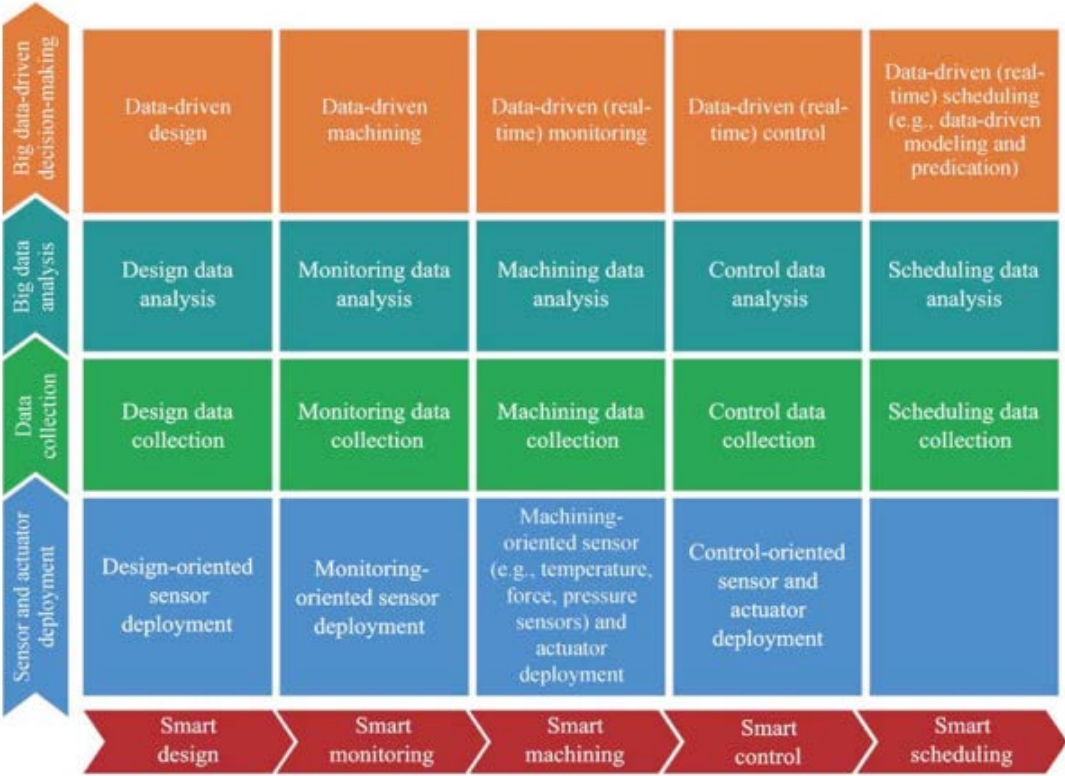 Big data-driven
decision-making
Data-driven
design
Data-driven
machining
Data-driven (real-
time) monitoring
Data-driven (real-
time) control
Data-driven (real-
time) scheduling
(e.g., data-driven
modeling and
predication)
Big data
analysis
Design data
analysis
Monitoring data
analysis
Machining data
analysis
Control data
analysis
Scheduling data
analysis
Data
collection
Design data
collection
Monitoring data
collection
Machining data
collection
Control data
collection
Scheduling data
collection
Sensor and actuator
deployment
Design-oriented
sensor
deployment
Monitoring-
oriented sensor
deployment
Machining-
oriented sensor
(e.g., temperature,
force, pressure
sensors) and
actuator
deployment
Control-oriented
sensor and
actuator
deployment
Smart
design
Smart
monitoring
Smart
machining
Smart
control
Smart
scheduling